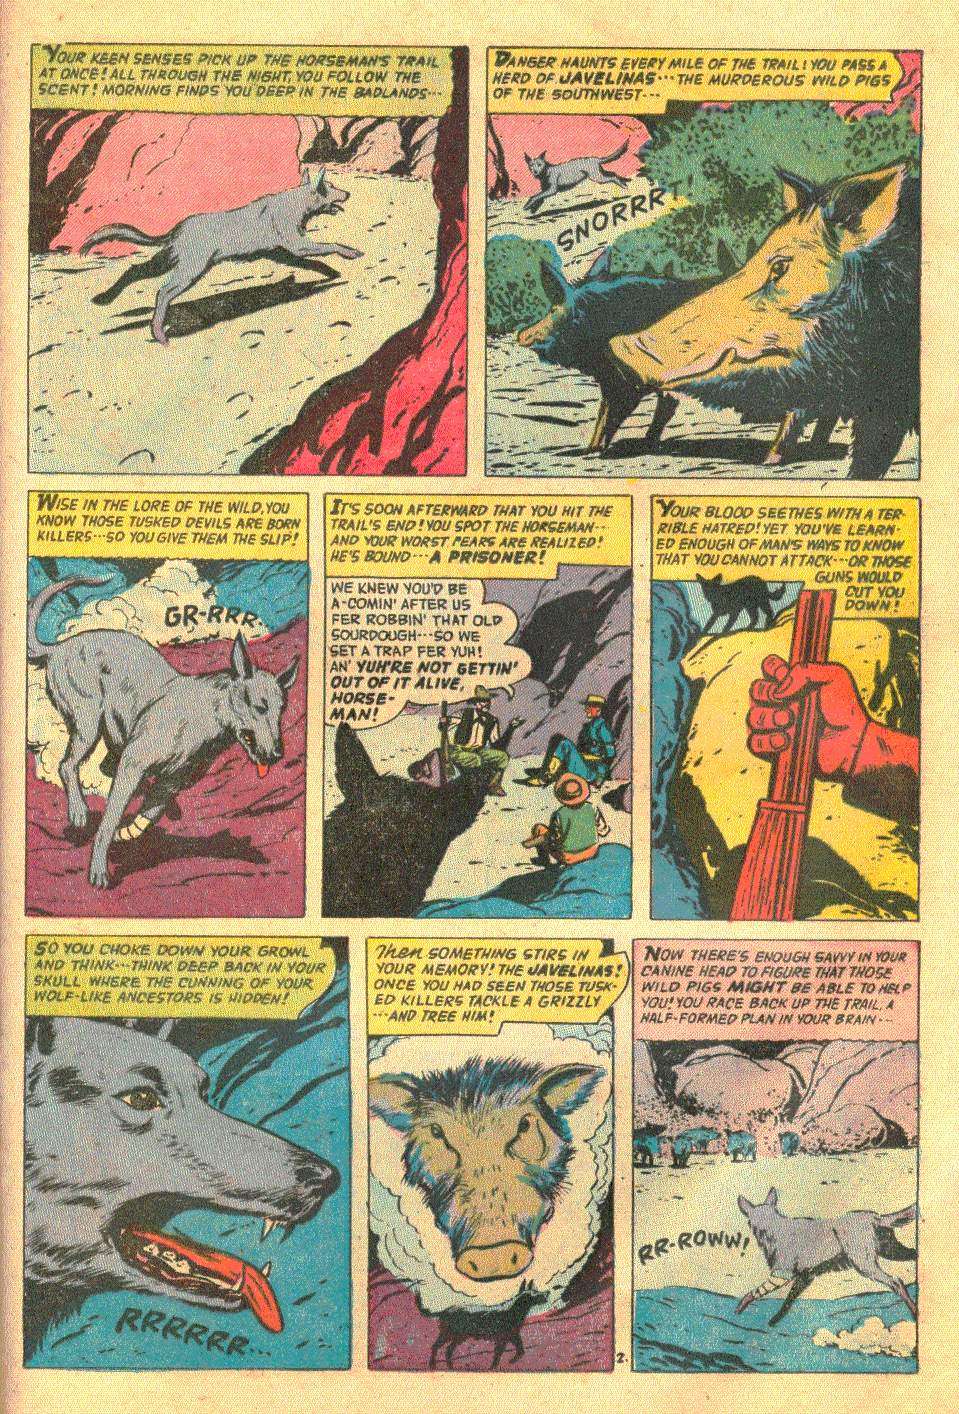 YOUR KEEN SENSES PICK UP THE HORSEMAN'S TRAIL
AT ONCE! ALL THROUGH THE NIGHT, YOU FOLLOW THE
SCENT! MORNING FINDS YOU DEEP IN THE BADLANDS---
DANGER HAUNTS EVERY MILE OF THE TRAIL! YOU PASS A
HERD OF JAVELINAS---THE MURDEROUS WILD PIGS
OF THE SOUTHWEST---
SNORRR
WISE IN THE LORE OF THE WILD, YOU
KNOW THOSE TUSKED DEVILS ARE BORN
KILLERS---SO YOU GIVE THEM THE SLIP!
GR-RRR-
IT'S SOON AFTERWARD THAT YOU HIT THE
TRAIL'S END! YOU SPOT THE HORSEMAN--
AND YOUR WORST FEARS ARE REALIZED!
HE'S BOUND---A PRISONER!
WE KNEW YOU'D BE
A-COMIN' AFTER US
FER ROBBIN' THAT OLD
SOURDOUGH---SO WE
SET A TRAP FER YUH!
AN' YUH'RE NOT GETTIN'
OUT OF IT ALIVE,
HORSE-
MAN!
YOUR BLOOD SEETHES WITH A TER-
RIBLE HATRED! YET YOU'VE LEARN-
ED ENOUGH OF MAN'S WAYS TO KNOW
THAT YOU CANNOT ATTACK---OR THOSE
GUNS WOULD
CUT YOU
DOWN!
SO YOU CHOKE DOWN YOUR GROWL
AND THINK---THINK DEEP BACK IN YOUR
SKULL WHERE THE CUNNING OF YOUR
WOLF-LIKE ANCESTORS IS HIDDEN!
RRRRRR---
Then SOMETHING STIRS IN
YOUR MEMORY! THE JAVELINAS!
ONCE YOU HAD SEEN THOSE TUSK-
ED KILLERS TACKLE A GRIZZLY
---AND TREE HIM!
2.
NOW THERE'S ENOUGH SAVVY IN YOUR
CANINE HEAD TO FIGURE THAT THOSE
WILD PIGS MIGHT BE ABLE TO HELP
YOU! YOU RACE BACK UP THE TRAIL, A
HALF-FORMED PLAN IN YOUR BRAIN---
RR-ROWW!